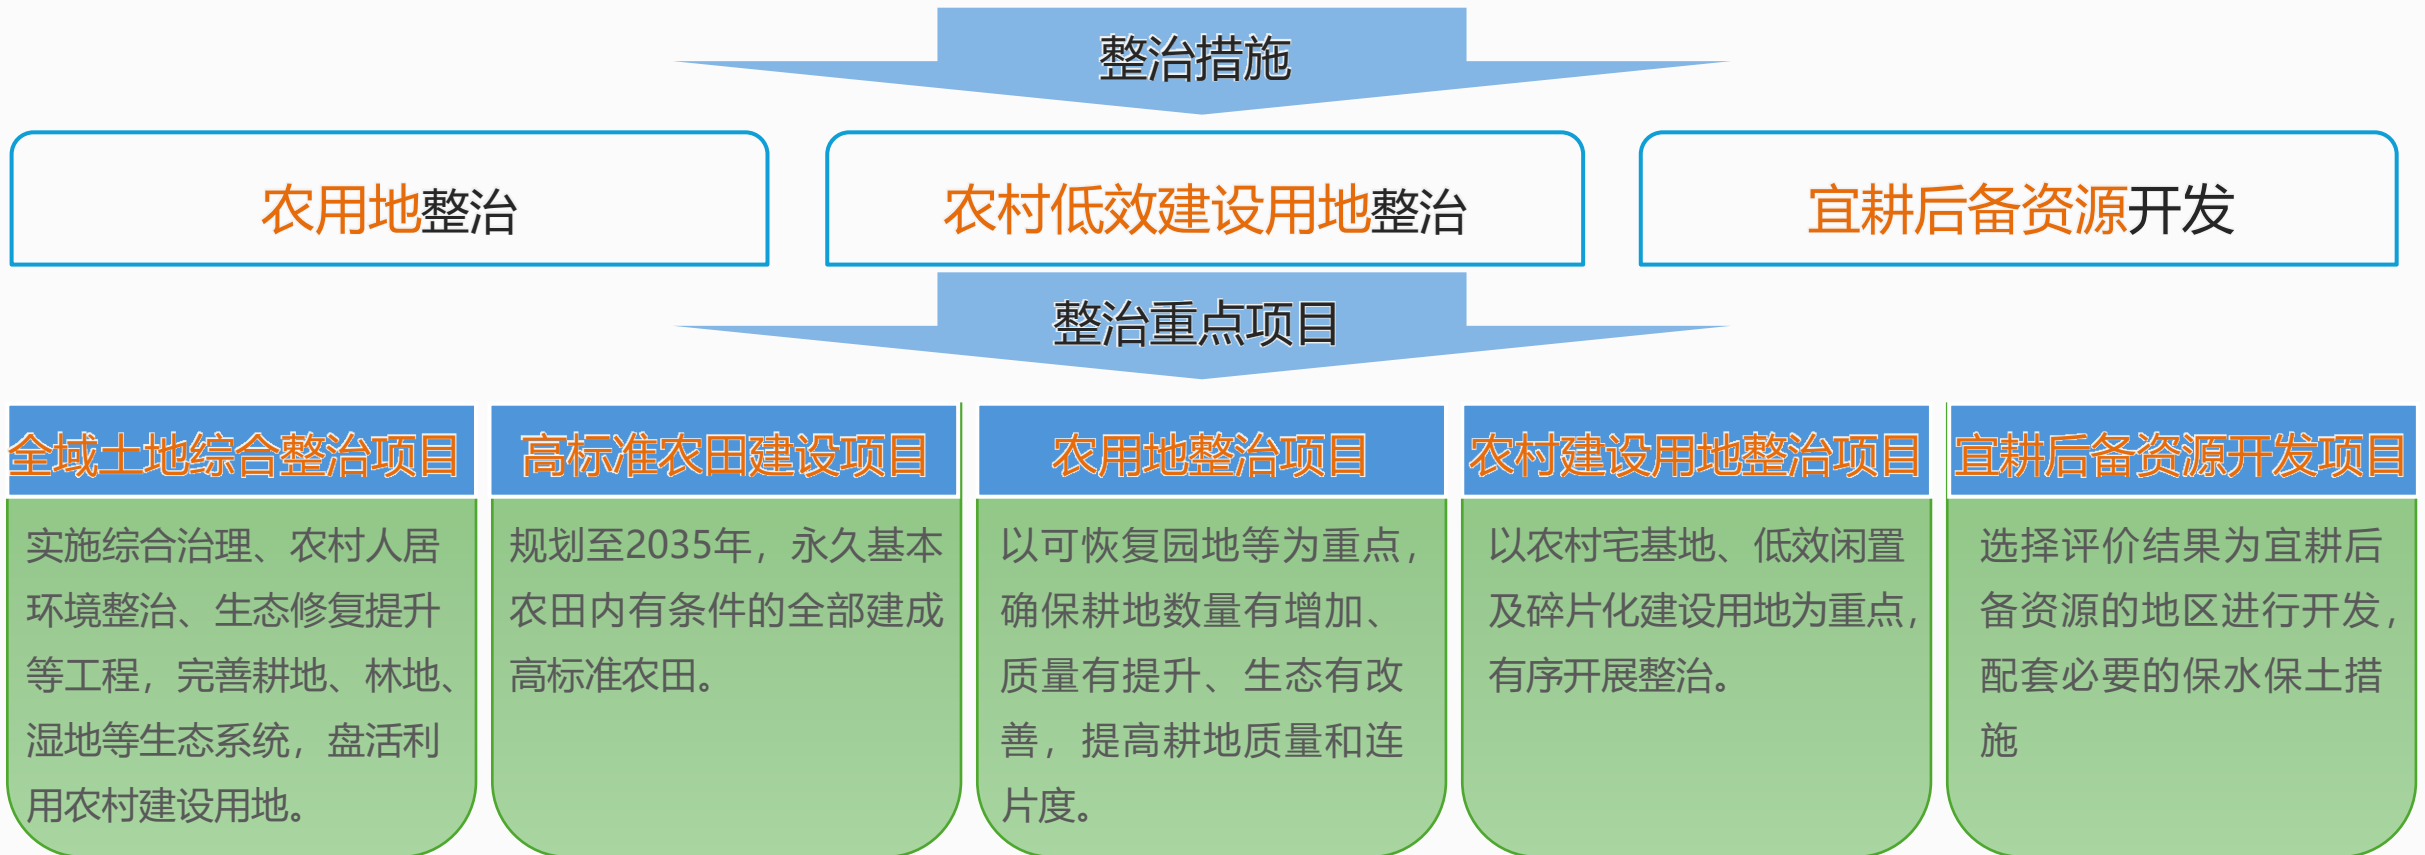 整治措施
农用地整治
农村低效建设用地整治
宜耕后备资源开发
整治重点项目
全域土地综合整治项目
实施综合治理、农村人居
环境整治、生态修复提升
等工程，完善耕地、林地、
湿地等生态系统，盘活利
用农村建设用地。
高标准农田建设项目
规划至2035年，永久基本
农田内有条件的全部建成
高标准农田。
农用地整治项目
以可恢复园地等为重点，
确保耕地数量有增加、
质量有提升、生态有改
善，提高耕地质量和连
片度。
农村建设用地整治项目
以农村宅基地、低效闲置
及碎片化建设用地为重点，
有序开展整治。
宜耕后备资源开发项目
选择评价结果为宜耕后
备资源的地区进行开发，
配套必要的保水保土措
施